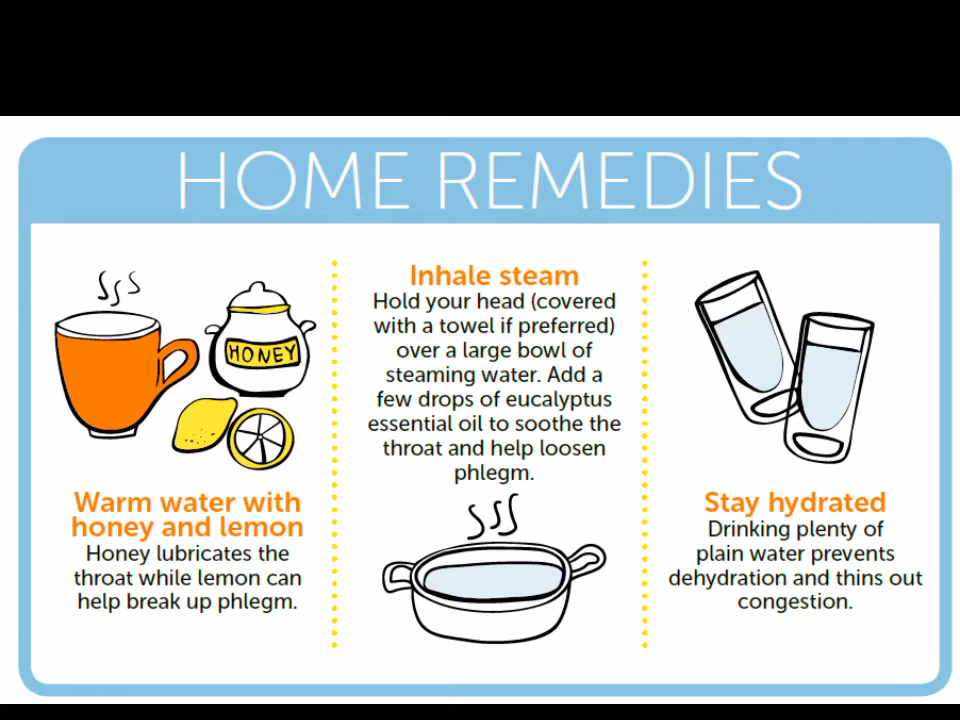 HOME REMEDIES
HONEY
Warm water with
honey and lemon
Honey lubricates the
throat while lemon can
help break up phlegm.
Inhale steam
Hold your head (covered
with a towel if preferred)
over a large bowl of
steaming water. Add a
few drops of eucalyptus
essential oil to soothe the
throat and help loosen
phlegm.
Stay hydrated
Drinking plenty of
plain water prevents
dehydration and thins out
congestion.